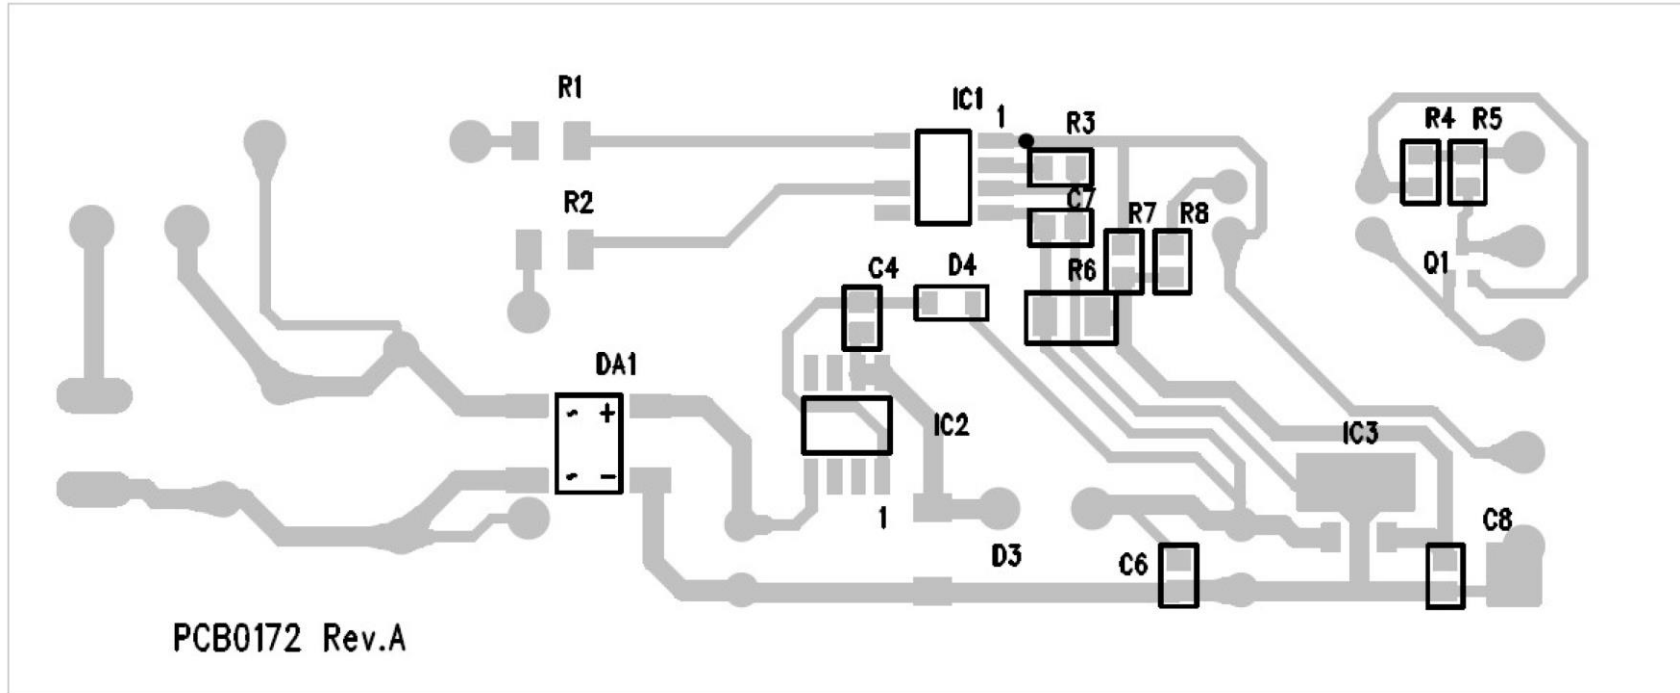 R1
IC1
1
R3
R4
R5
R2
C7
R7
R8
C4
D4
R6
Q1
DA1
~ +
~ -
IC2
IC3
1
C8
D3
C6
PCB0172 Rev.A